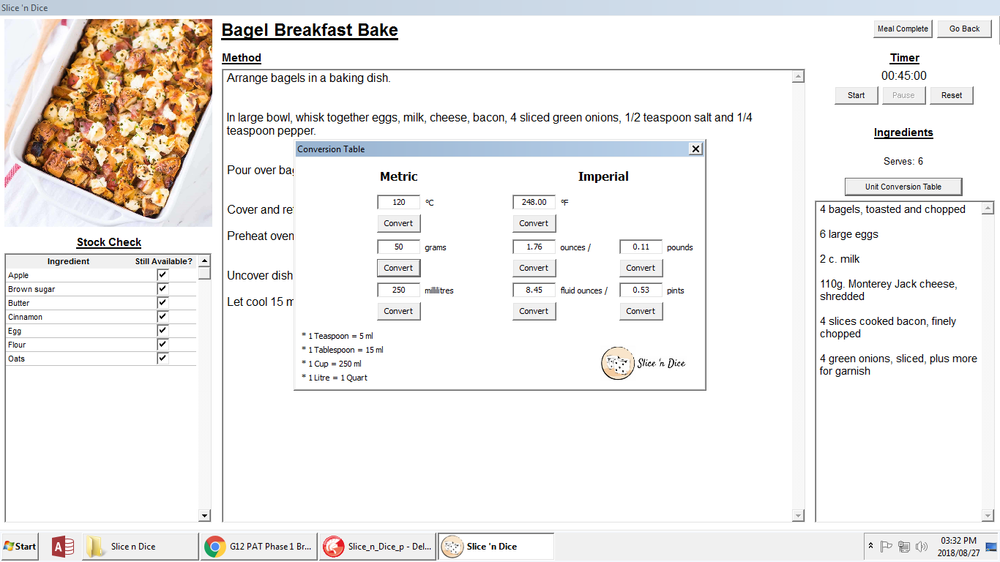 Slice 'n Dice
Bagel Breakfast Bake
Meal Complete
Go Back
Method
Arrange bagels in a baking dish.
In large bowl, whisk together eggs, milk, cheese, bacon, 4 sliced green onions, 1/2 teaspoon salt and 1/4
teaspoon pepper.
Pour over bag
Cover and ref
Preheat oven
Uncover dish
Let cool 15 m
Timer
00:45:00
Start
Pause
Reset
Ingredients
Serves: 6
Unit Conversion Table
4 bagels, toasted and chopped
6 large eggs
2 c. milk
110g. Monterey Jack cheese,
shredded
4 slices cooked bacon, finely
chopped
4 green onions, sliced, plus more
for garnish
Stock Check
Ingredient Still Available?
Apple
Brown sugar
Butter
Cinnamon
Egg
Flour
Oats
Conversion Table
Metric Imperial
120 ºC 248.00 ºF
Convert Convert
50 grams 1.76 ounces / 0.11 pounds
Convert Convert Convert
250 millilitres 8.45 fluid ounces / 0.53 pints
Convert Convert Convert
* 1 Teaspoon = 5 ml
* 1 Tablespoon = 15 ml
* 1 Cup = 250 ml
* 1 Litre = 1 Quart
Slice 'n Dice
Start
Slice n Dice
G12 PAT Phase 1 Br...
Slice_n_Dice_p - Del...
Slice 'n Dice
03:32 PM
2018/08/27